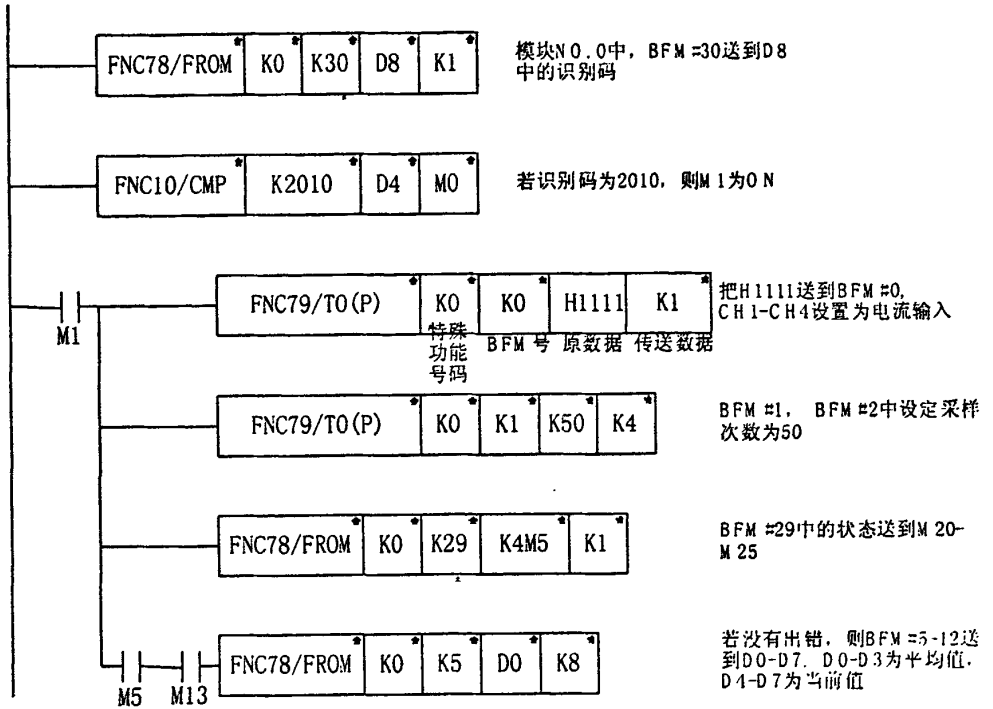 FNC78/FROM K0 K30 D8 K1
模块NO.0中，BFM #30送到D8
中的识别码
FNC10/CMP K2010 D4 M0
若识别码为2010，则M1为ON
M1
FNC79/TO(P) K0 K0 H1111 K1
特殊
功能
号码
BFM号 原数据 传送数据
把H1111送到BFM #0,
CH1-CH4设置为电流输入
FNC79/TO(P) K0 K1 K50 K4
BFM #1， BFM #2中设定采样
次数为50
FNC78/FROM K0 K29 K4M5 K1
BFM #29中的状态送到M20-
M25
M5 M13
FNC78/FROM K0 K5 D0 K8
若没有出错，则BFM #5-12送
到D0-D7. D0-D3为平均值,
D4-D7为当前值